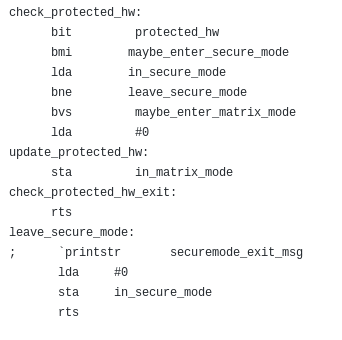 check_protected_hw:
bit protected_hw
bmi maybe_enter_secure_mode
lda in_secure_mode
bne leave_secure_mode
bvs maybe_enter_matrix_mode
lda #0
update_protected_hw:
sta in_matrix_mode
check_protected_hw_exit:
rts
leave_secure_mode:
; `printstr securemode_exit_msg
lda #0
sta in_secure_mode
rts